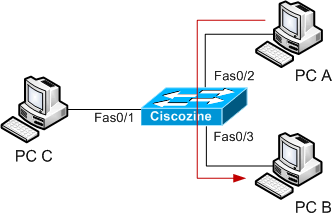 Fas0/2
PC A
Fas0/1
Ciscozine
Fas0/3
PC C
PC B